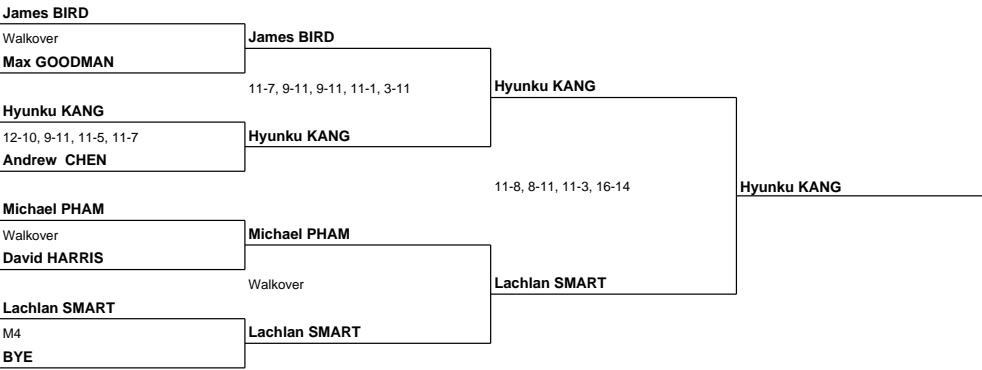 James BIRD
Walkover
James BIRD
Max GOODMAN
11-7, 9-11, 9-11, 11-1, 3-11
Hyunku KANG
Hyunku KANG
12-10, 9-11, 11-5, 11-7
Hyunku KANG
Andrew CHEN
11-8, 8-11, 11-3, 16-14
Hyunku KANG
Michael PHAM
Walkover
Michael PHAM
David HARRIS
Walkover
Lachlan SMART
Lachlan SMART
M4
Lachlan SMART
BYE